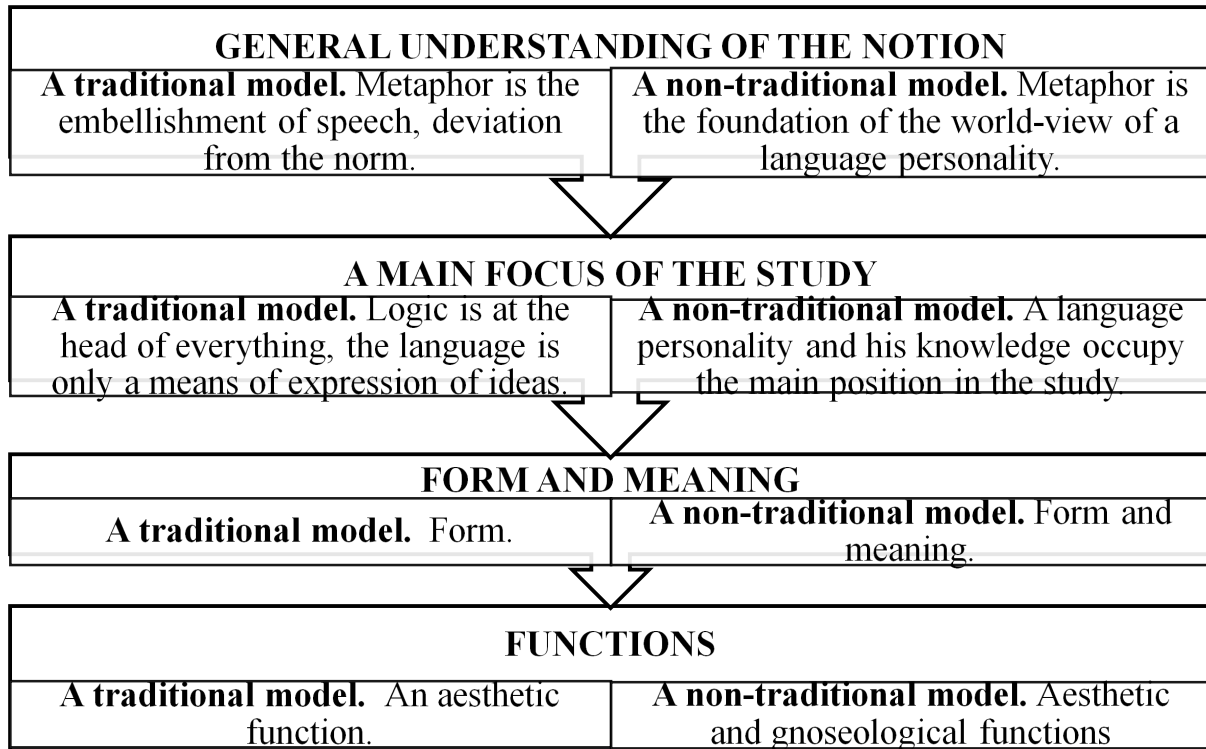 GENERAL UNDERSTANDING OF THE NOTION
A traditional model. Metaphor is the
embellishment of speech, deviation
from the norm.
A non-traditional model. Metaphor is
the foundation of the world-view of a
language personality.
A MAIN FOCUS OF THE STUDY
A traditional model. Logic is at the
head of everything, the language is
only a means of expression of ideas.
A non-traditional model. A language
personality and his knowledge occupy
the main position in the study.
FORM AND MEANING
A traditional model. Form.
A non-traditional model. Form and
meaning.
FUNCTIONS
A traditional model. An aesthetic
function.
A non-traditional model. Aesthetic
and gnoseological functions